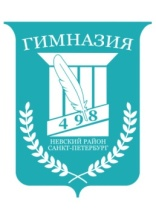 ГИМНАЗИЯ
498
НЕВСКИЙ РАЙОН
САНКТ-ПЕТЕРБУРГ